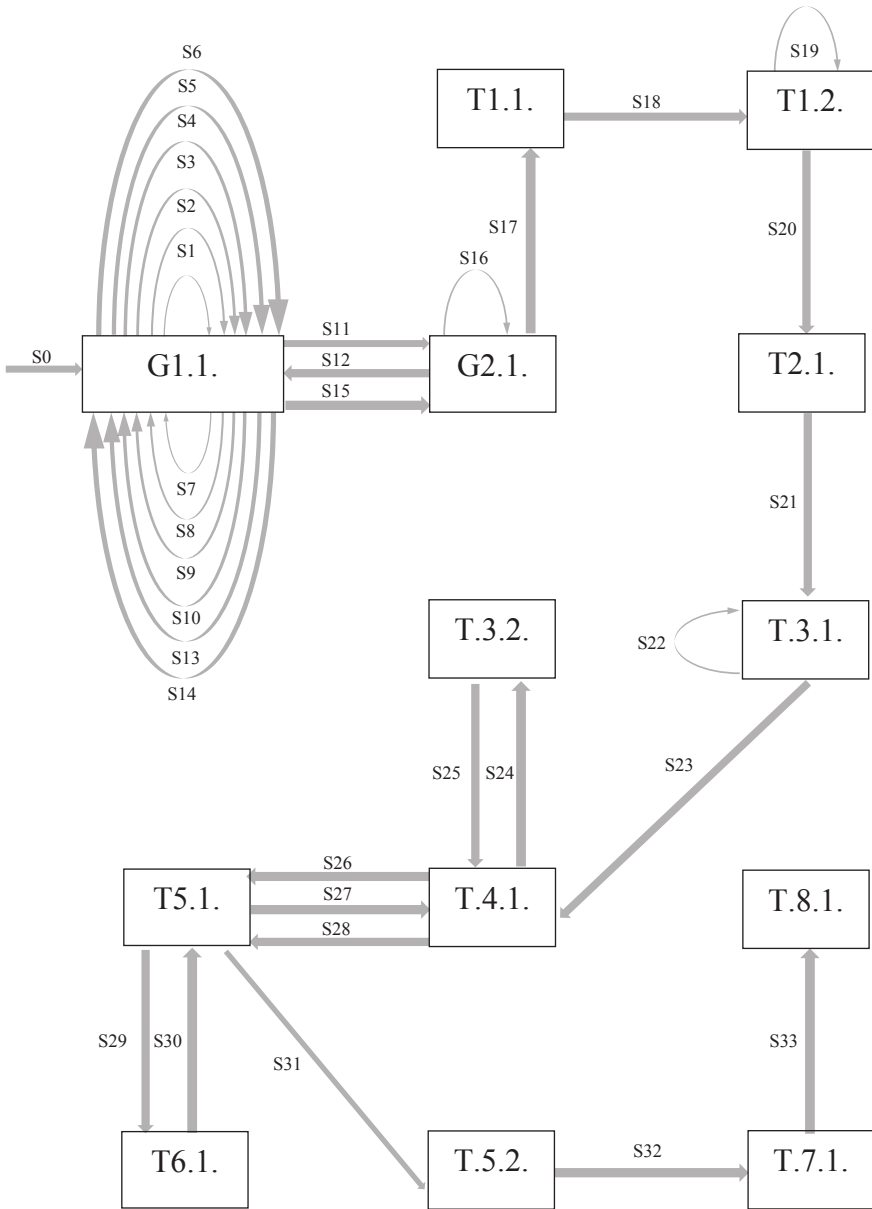 S6
S5
S4
S3
S2
S1
S0
G1.1.
S7
S8
S9
S10
S13
S14
S11
S12
S15
S16
G2.1.
S17
T1.1.
S18
S19
T1.2.
S20
T2.1.
S21
S22
T.3.1.
S23
T.3.2.
S25
S24
T.4.1.
S26
S27
S28
T5.1.
S29
S30
T6.1.
S31
T.5.2.
S32
T.7.1.
S33
T.8.1.